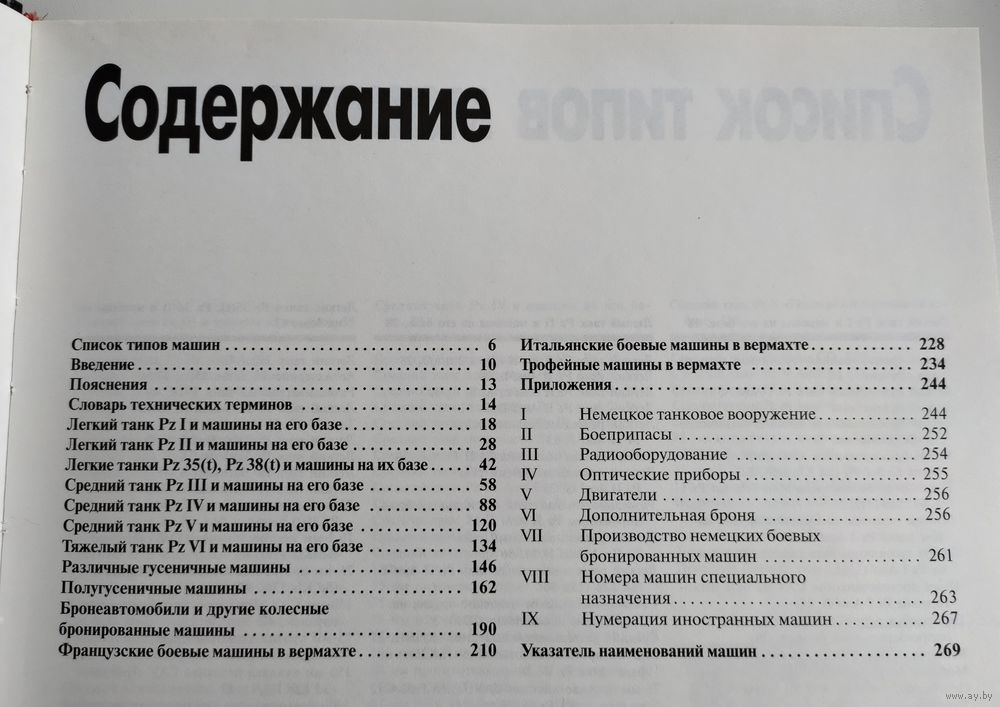 Содержание
Список типов машин . . . . . . . . . . . . . . . . . . . . . . . . . . 6
Введение . . . . . . . . . . . . . . . . . . . . . . . . . . . . . . . . . . . 10
Пояснения . . . . . . . . . . . . . . . . . . . . . . . . . . . . . . . . . 13
Словарь технических терминов . . . . . . . . . . . . . . . . . 14
Легкий танк Pz I и машины на его базе . . . . . . . . . . . . 18
Легкий танк Pz II и машины на его базе . . . . . . . . . . . . 28
Легкие танки Pz 35(t), Pz 38(t) и машины на их базе . . . . . 42
Средний танк Pz III и машины на его базе . . . . . . . . . . 58
Средний танк Pz IV и машины на его базе . . . . . . . . . . 88
Средний танк Pz V и машины на его базе . . . . . . . . . . 120
Тяжелый танк Pz VI и машины на его базе . . . . . . . . . 134
Различные гусеничные машины . . . . . . . . . . . . . . . . . 146
Полугусеничные машины . . . . . . . . . . . . . . . . . . . . . 162
Бронеавтомобили и другие колесные
бронированные машины . . . . . . . . . . . . . . . . . . . . . . 190
Французские боевые машины в вермахте . . . . . . . . . . . 210
Итальянские боевые машины в вермахте . . . . . . . . . . . 228
Трофейные машины в вермахте . . . . . . . . . . . . . . . . . 234
Приложения . . . . . . . . . . . . . . . . . . . . . . . . . . . . . . . 244
I Немецкое танковое вооружение . . . . . . . . . . 244
II Боеприпасы . . . . . . . . . . . . . . . . . . . . . . . . . 252
III Радиооборудование . . . . . . . . . . . . . . . . . . . 254
IV Оптические приборы . . . . . . . . . . . . . . . . . . 255
V Двигатели . . . . . . . . . . . . . . . . . . . . . . . . . . 256
VI Дополнительная броня . . . . . . . . . . . . . . . . . 256
VII Производство немецких боевых
бронированных машин . . . . . . . . . . . . . . . . . 261
VIII Номера машин специального
назначения . . . . . . . . . . . . . . . . . . . . . . . . . . 263
IX Нумерация иностранных машин . . . . . . . . . 267
Указатель наименований машин . . . . . . . . . . . . . . . . . 269
www.ay.by